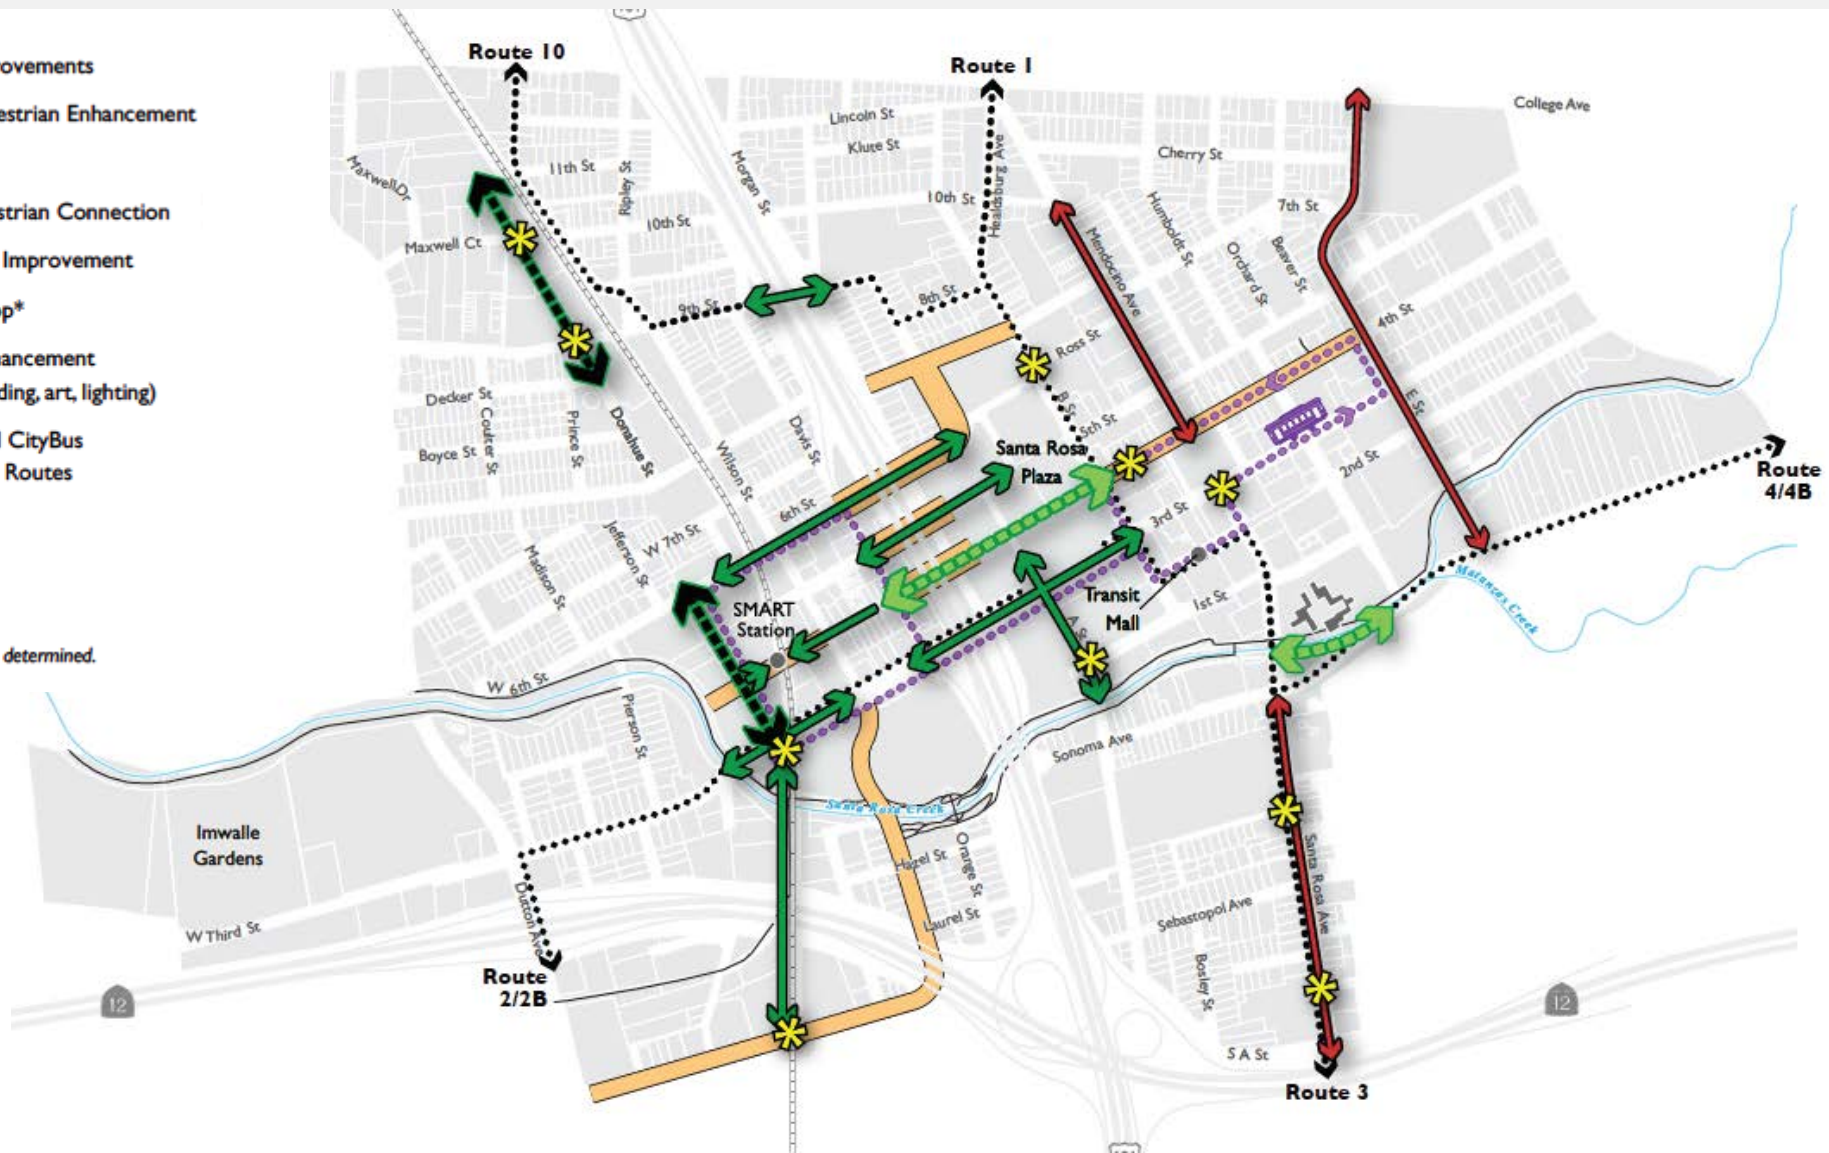 ovements
estrian Enhancement
strian Connection
Improvement
op*
hancement
ding, art, lighting)
CityBus
Routes
determined.
Route 10
Route 1
College Ave
Lincoln St
Klute St
Cherry St
11th St
Ripley St
Morgan St
Maxwell Dr
10th St
10th St
Healdsburg Ave
Humboldt St
7th St
Maxwell Ct
Mendocino Ave
Orchard St
Beaver St
9th St
8th St
4th St
Ross St
B St
E St
Decker St
Coulter St
Prince St
Donahue St
Davis St
5th St
Boyce St
Wilson St
Santa Rosa
Plaza
2nd St
Route
4/4B
6th St
3rd St
W 7th St
Jefferson St
Madison St
SMART
Station
Transit
Mall
1st St
A St
Matanzas Creek
W 6th St
Pierson St
Sonoma Ave
Santa Rosa Creek
Imwalle
Gardens
Hazel St
Orange St
Santa Rosa Ave
Dutton Ave
Laurel St
Sebastopol Ave
W Third St
Bosley St
Route
2/2B
12
12
S A St
Route 3